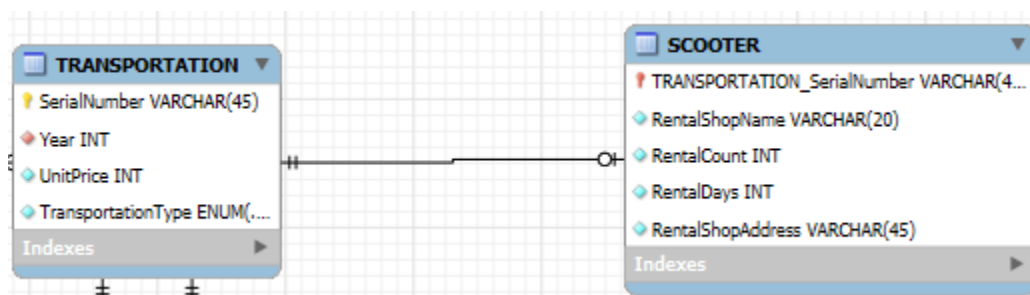 TRANSPORTATION
SerialNumber VARCHAR(45)
Year INT
UnitPrice INT
TransportationType ENUM(....
Indexes
SCOOTER
TRANSPORTATION_SerialNumber VARCHAR(4...
RentalShopName VARCHAR(20)
RentalCount INT
RentalDays INT
RentalShopAddress VARCHAR(45)
Indexes